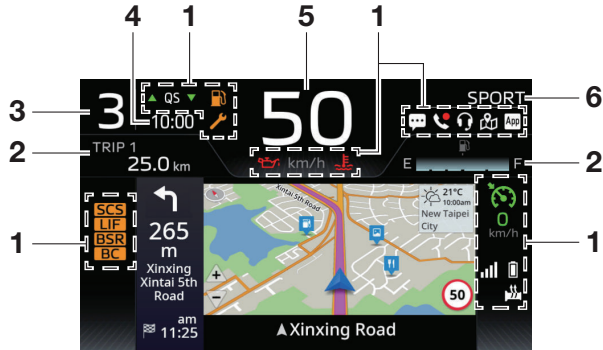 1
4
5
1
QS
3
10:00
50
SPORT
6
App
2
TRIP 1
25.0 km
km/h
E
F
2
1
SCS
LIF
BSR
BC
265
m
Xinxing
Xintai 5th
Road
am
11:25
Xintai 5th
Road
21°C
10:00am
New Taipei
City
+
−
50
Xinxing Road
0
km/h
1